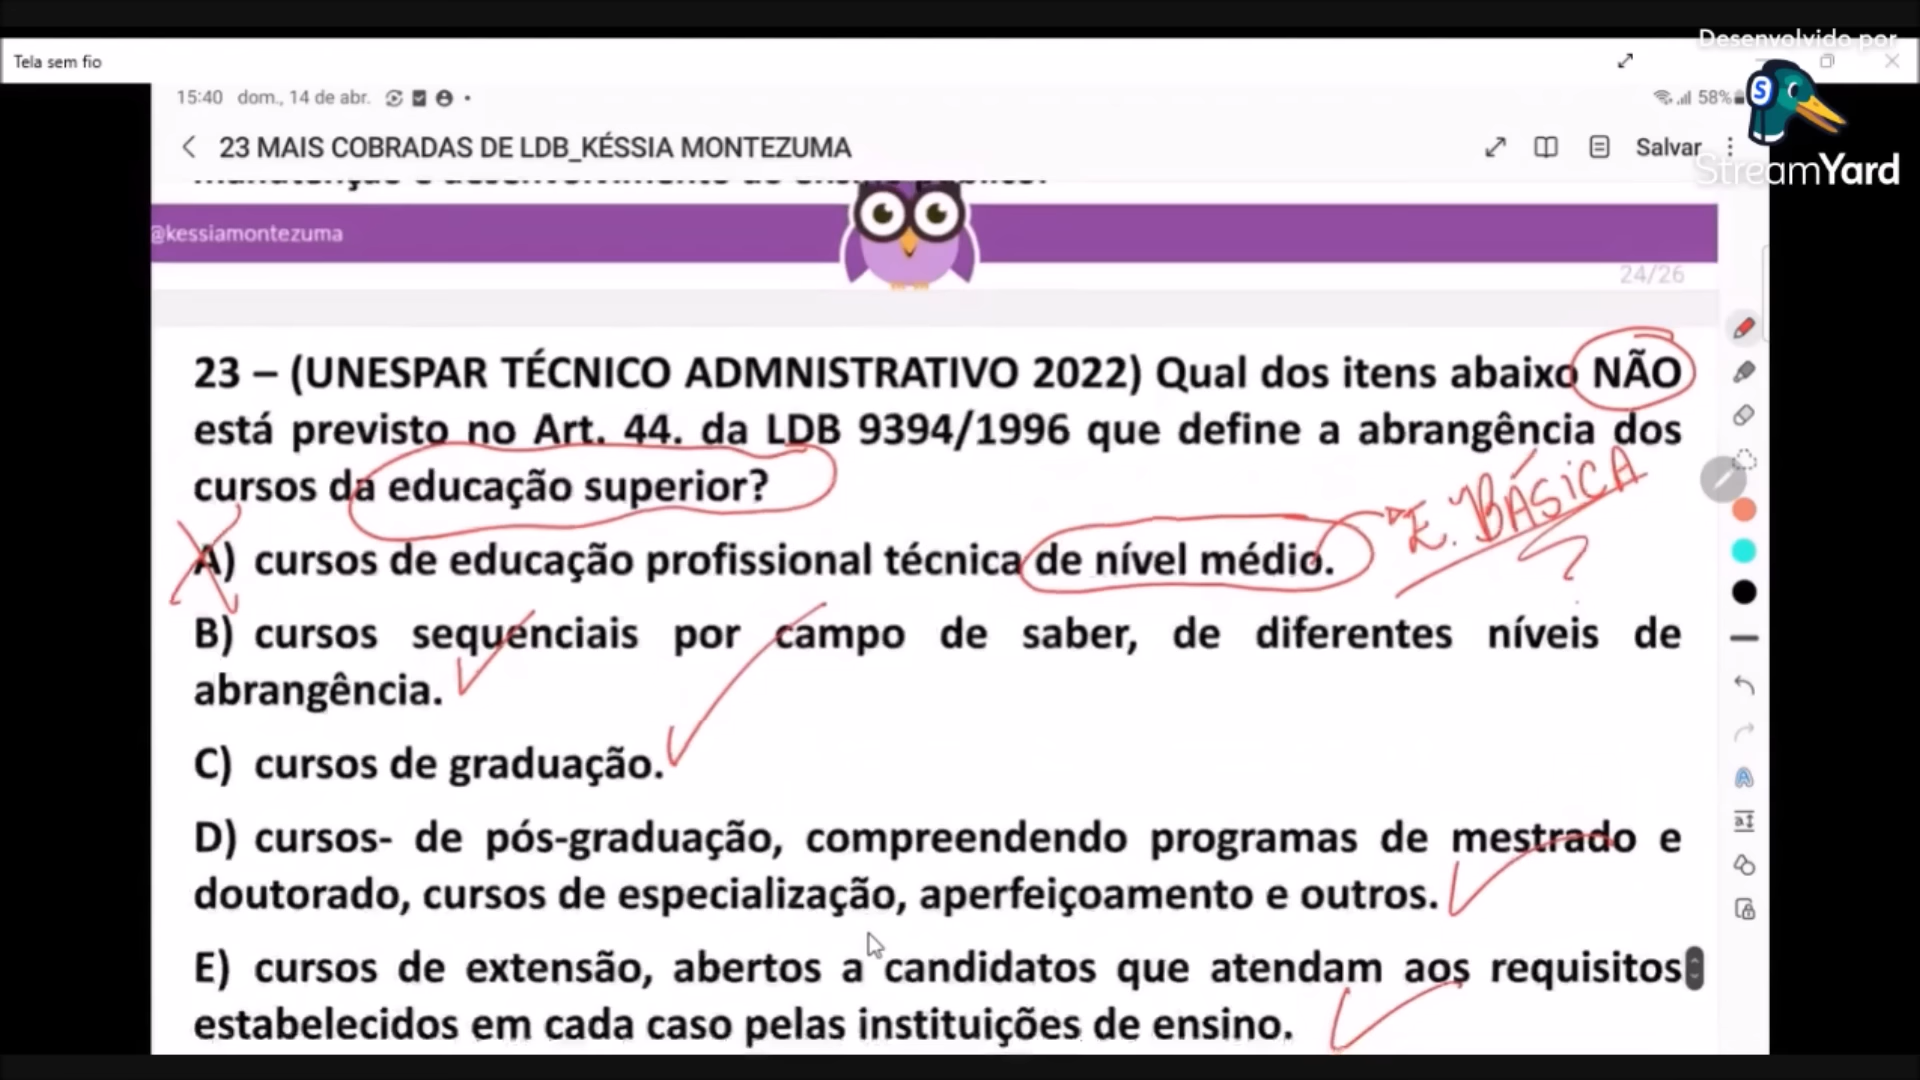 Desenvolvido por
Tela sem fio
StreamYard
15:40 dom., 14 de abr.
58%
23 MAIS COBRADAS DE LDB_KÉSSIA MONTEZUMA
Salvar
@kessiamontezuma
24/26
23 – (UNESPAR TÉCNICO ADMNISTRATIVO 2022) Qual dos itens abaixo NÃO
está previsto no Art. 44. da LDB 9394/1996 que define a abrangência dos
cursos da educação superior?
E. BÁSiCA
?
A) cursos de educação profissional técnica de nível médio.
B) cursos sequenciais por campo de saber, de diferentes níveis de
abrangência.
C) cursos de graduação.
D) cursos- de pós-graduação, compreendendo programas de mestrado e
doutorado, cursos de especialização, aperfeiçoamento e outros.
E) cursos de extensão, abertos a candidatos que atendam aos requisitos
estabelecidos em cada caso pelas instituições de ensino.